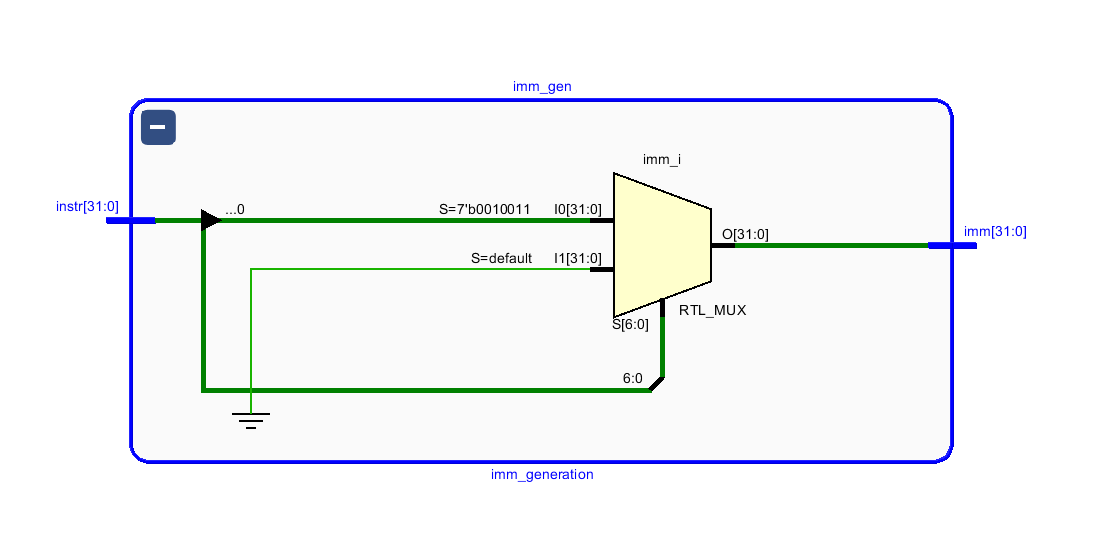 imm_gen
imm_i
instr[31:0]
...0
S=7'b0010011
I0[31:0]
O[31:0]
imm[31:0]
S=default
I1[31:0]
RTL_MUX
S[6:0]
6:0
imm_generation